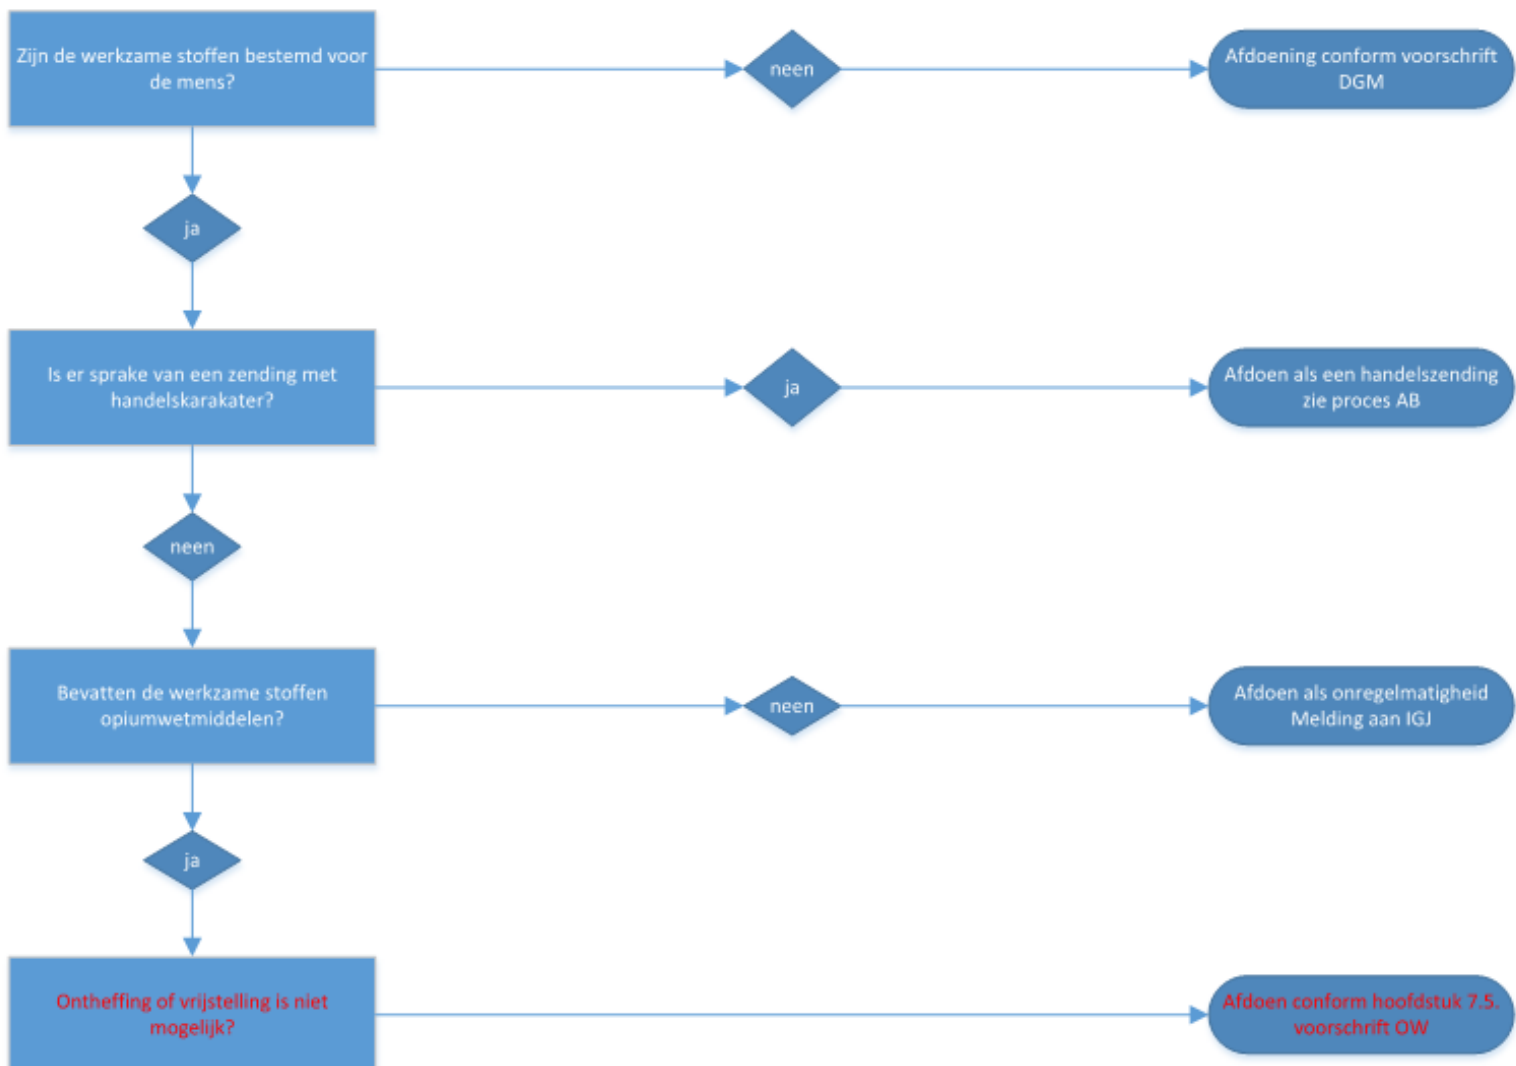 Zijn de werkzame stoffen bestemd voor
de mens?
neen
Afdoening conform voorschrift
DGM
ja
Is er sprake van een zending met
handelskarakater?
ja
Afdoen als een handelszending
zie proces AB
neen
Bevatten de werkzame stoffen
opiumwetmiddelen?
neen
Afdoen als onregelmatigheid
Melding aan IGJ
ja
Ontheffing of vrijstelling is niet
mogelijk?
Afdoen conform hoofdstuk 7.5.
voorschrift OW